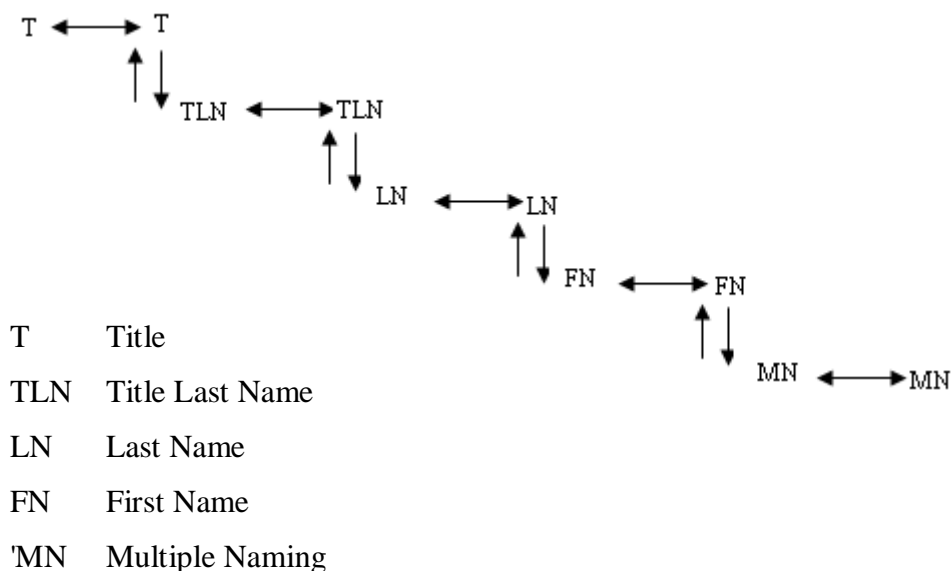 T T
TLN TLN
LN LN
FN FN
T Title
MN MN
TLN Title Last Name
LN Last Name
FN First Name
'MN Multiple Naming